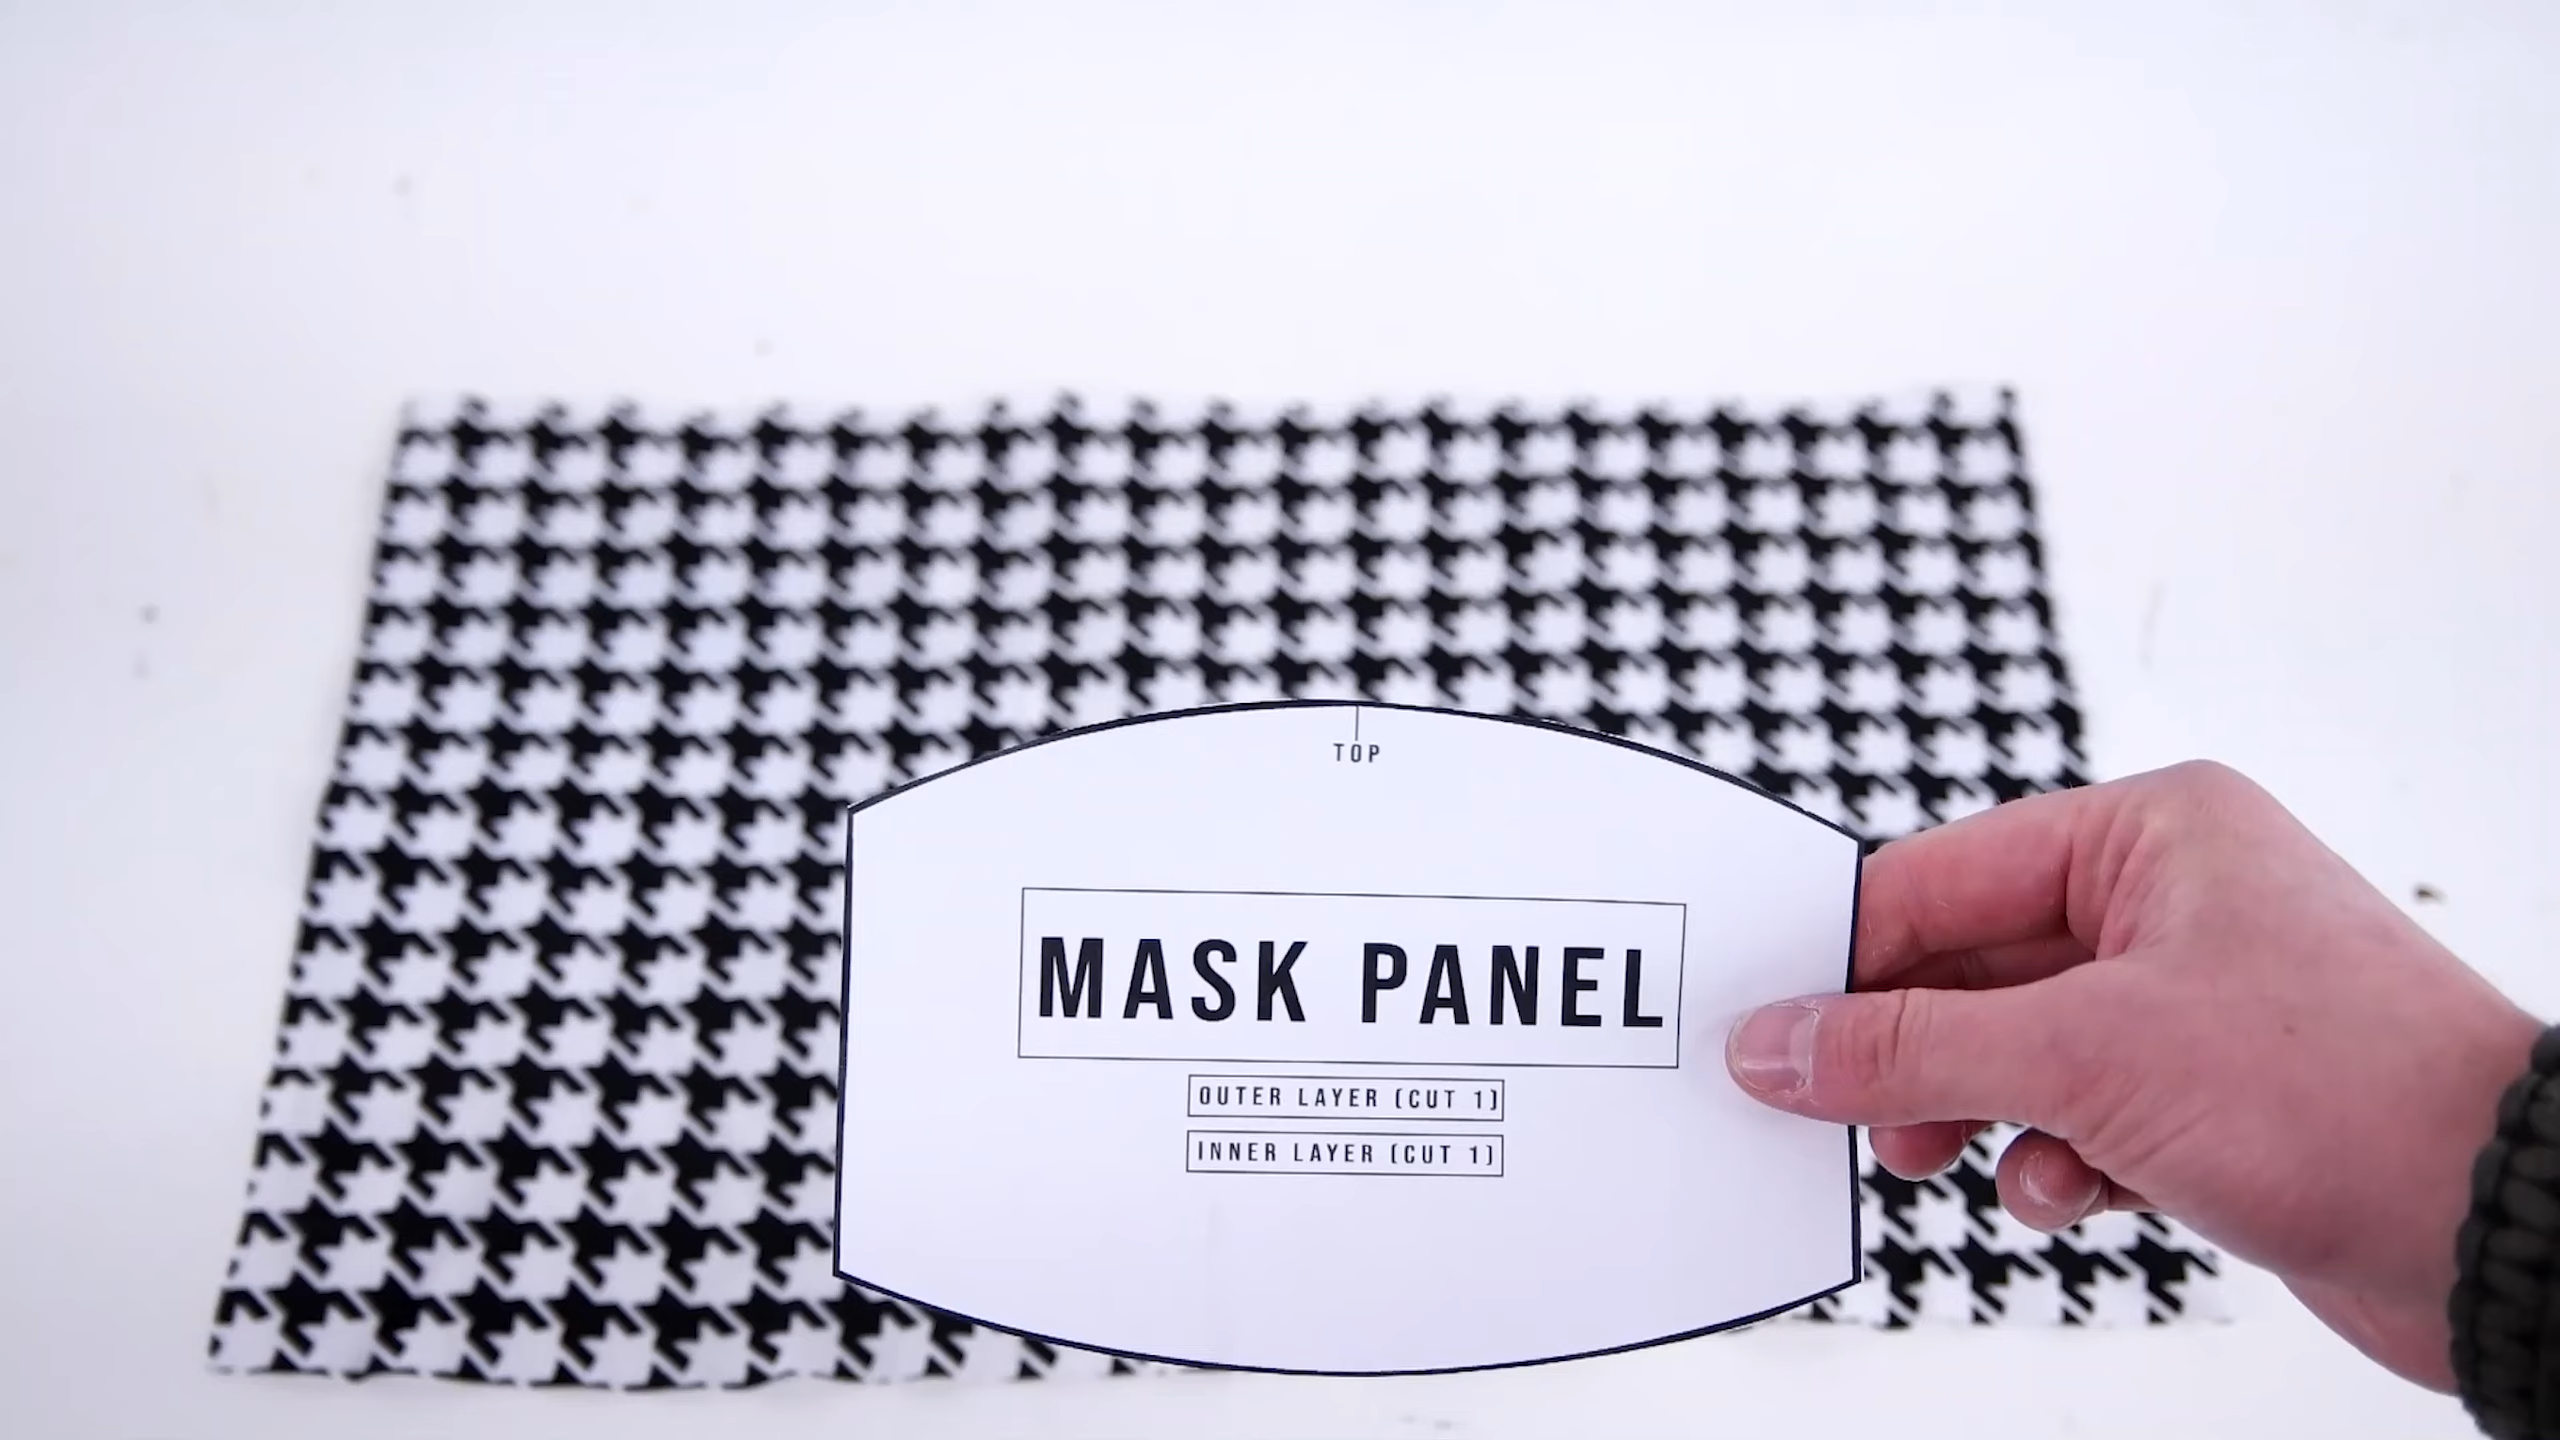 TOP
MASK PANEL
OUTER LAYER (CUT 1)
INNER LAYER (CUT 1)